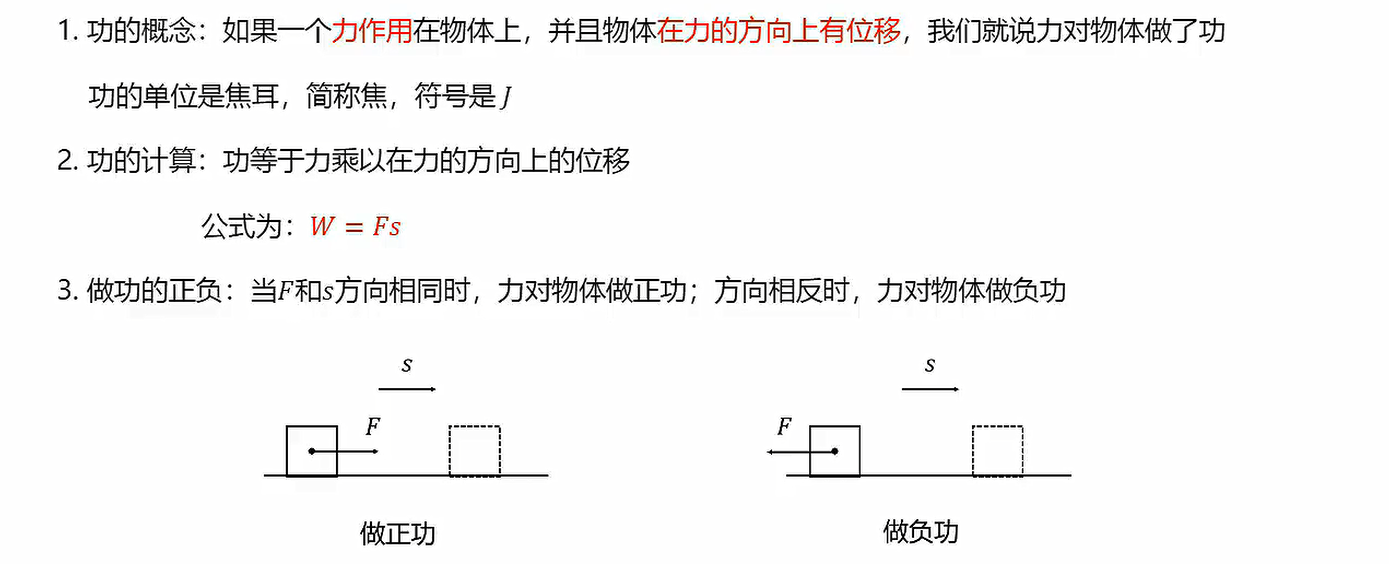 1. 功的概念：如果一个力作用在物体上，并且物体在力的方向上有位移，我们就说力对物体做了功
功的单位是焦耳，简称焦，符号是J
2. 功的计算：功等于力乘以在力的方向上的位移
公式为：W = Fs
3. 做功的正负：当F和s方向相同时，力对物体做正功；方向相反时，力对物体做负功
s
F
做正功
s
F
做负功